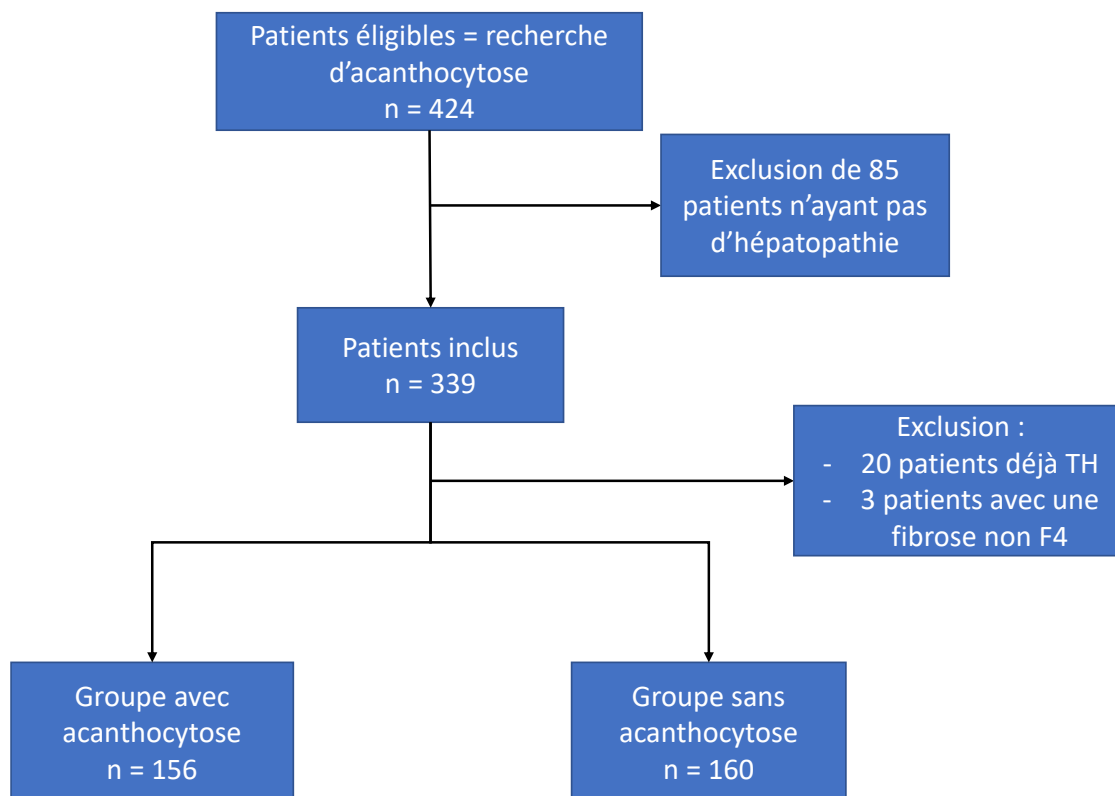 Patients éligibles = recherche
d’acanthocytose
n = 424
Exclusion de 85
patients n’ayant pas
d’hépatopathie
Patients inclus
n = 339
Exclusion :
- 20 patients déjà TH
- 3 patients avec une
fibrose non F4
Groupe avec
acanthocytose
n = 156
Groupe sans
acanthocytose
n = 160